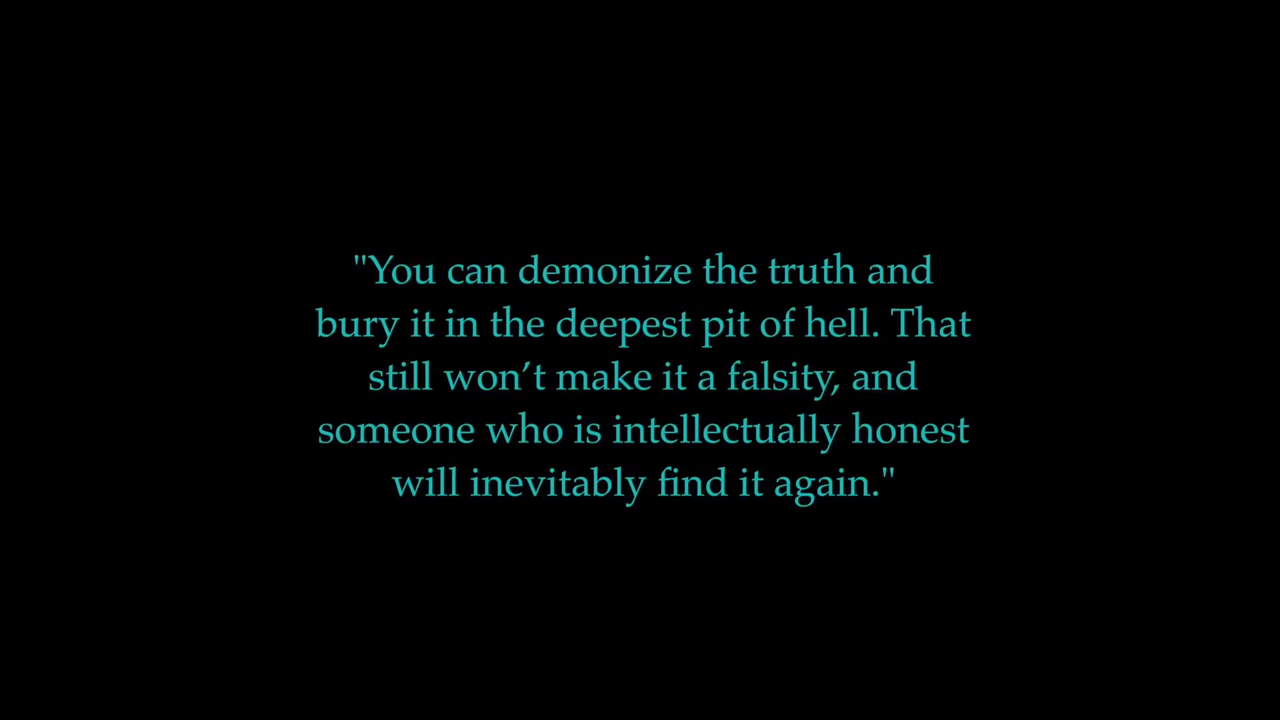 "You can demonize the truth and
bury it in the deepest pit of hell. That
still won’t make it a falsity, and
someone who is intellectually honest
will inevitably find it again."